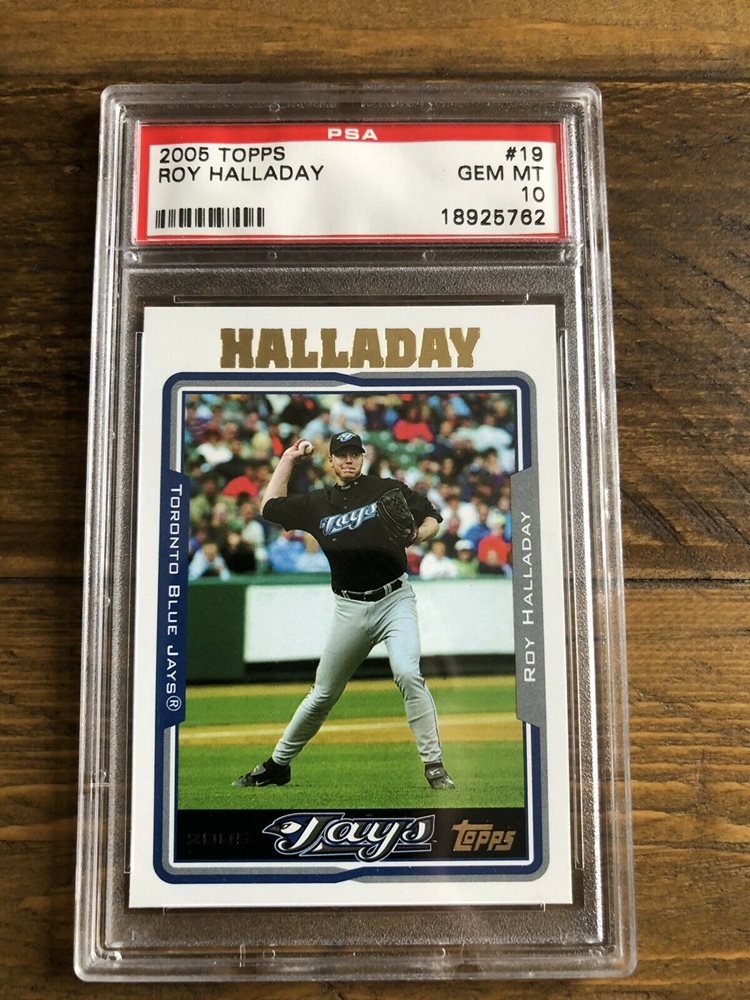 PSA
2005 TOPPS #19
ROY HALLADAY GEM MT
10
18925762
HALLADAY
TORONTO BLUE JAYS®
Jays
ROY HALLADAY
2005 Jays TOPPS